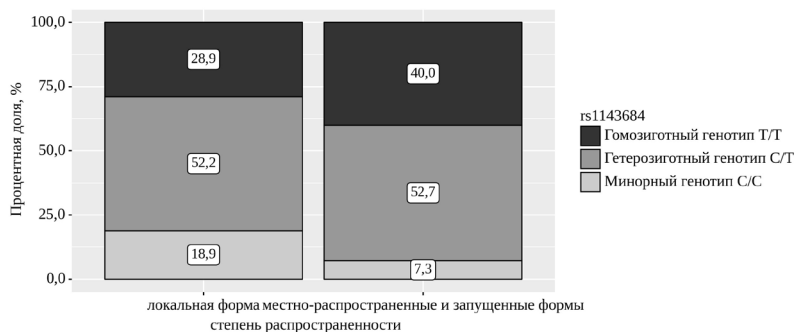 100,0
75,0
50,0
25,0
0,0
Процентная доля, %
28,9
52,2
18,9
40,0
52,7
7,3
локальная форма местно-распространенные и запущенные формы
степень распространенности
rs1143684
Гомозиготный генотип Т/Т
Гетерозиготный генотип С/Т
Минорный генотип С/С